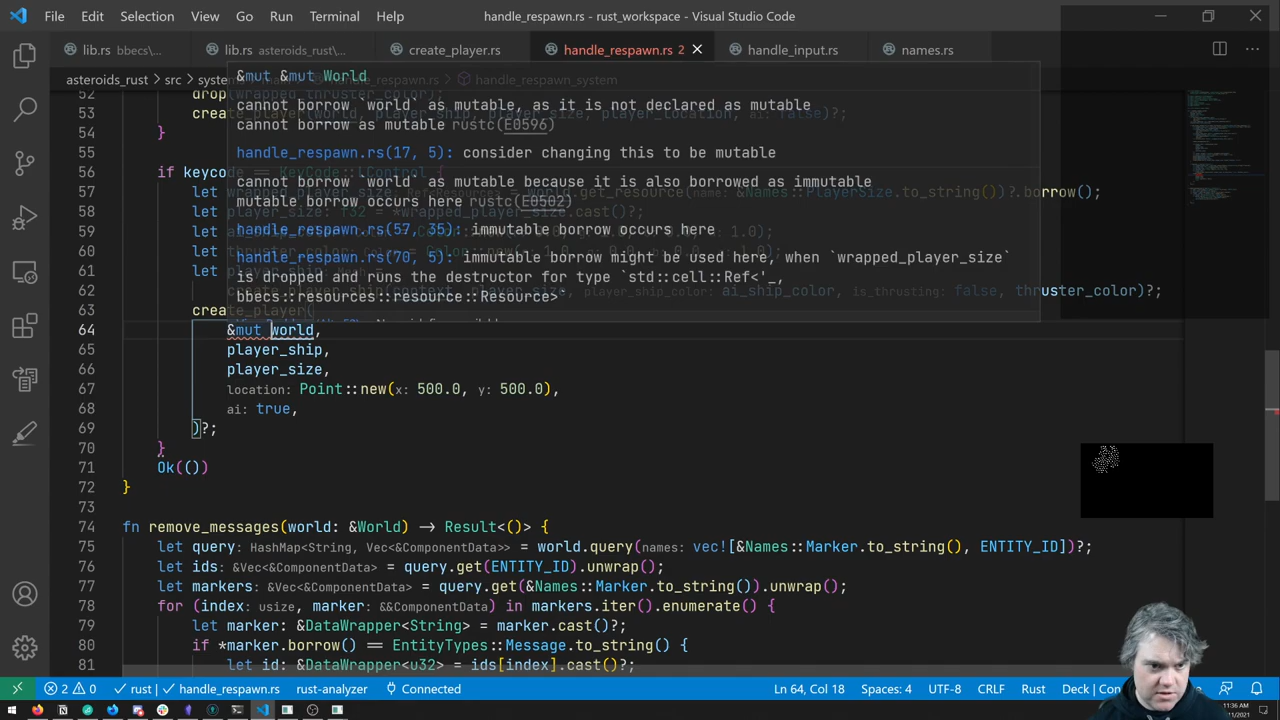 File Edit Selection View Go Run Terminal Help
handle_respawn.rs - rust_workspace - Visual Studio Code
lib.rs bbecs\... lib.rs asteroids_rust\... create_player.rs handle_respawn.rs 2 handle_input.rs names.rs
asteroids_rust > src > system
&mut &mut World
cannot borrow `world` as mutable, as it is not declared as mutable
cannot borrow as mutable rustc(E0596)
handle_respawn.rs(17, 5): consider changing this to be mutable
cannot borrow `world` as mutable because it is also borrowed as immutable
mutable borrow occurs here rustc(E0502)
handle_respawn.rs(57, 35): immutable borrow occurs here
handle_respawn.rs(70, 5): immutable borrow might be used here, when `wrapped_player_size`
is dropped and runs the destructor for type `std::cell::Ref<'_,
bbecs::resources::resource::Resource>`
52
53
54 }
55
56 if keycode == KeyCode::LControl {
57 let
58 let
59 let
60 let
61 let
62
63 create_player(
64 &mut world,
65 player_ship,
66 player_size,
67 location: Point::new(x: 500.0, y: 500.0),
68 ai: true,
69 )?;
70 }
71 Ok(())
72 }
73
74 fn remove_messages(world: &World) → Result<()> {
75 let query: HashMap<String, Vec<&ComponentData>> = world.query(names: vec![&Names::Marker.to_string(), ENTITY_ID])?;
76 let ids: &Vec<&ComponentData> = query.get(ENTITY_ID).unwrap();
77 let markers: &Vec<&ComponentData> = query.get(&Names::Marker.to_string()).unwrap();
78 for (index: usize, marker: &&ComponentData) in markers.iter().enumerate() {
79 let marker: &DataWrapper<String> = marker.cast()?;
80 if *marker.borrow() == EntityTypes::Message.to_string() {
81 let id: &DataWrapper<u32> = ids[index].cast()?;
2 0 rust handle_respawn.rs rust-analyzer Connected Ln 64, Col 18 Spaces: 4 UTF-8 CRLF Rust Deck | Con
11:36 AM